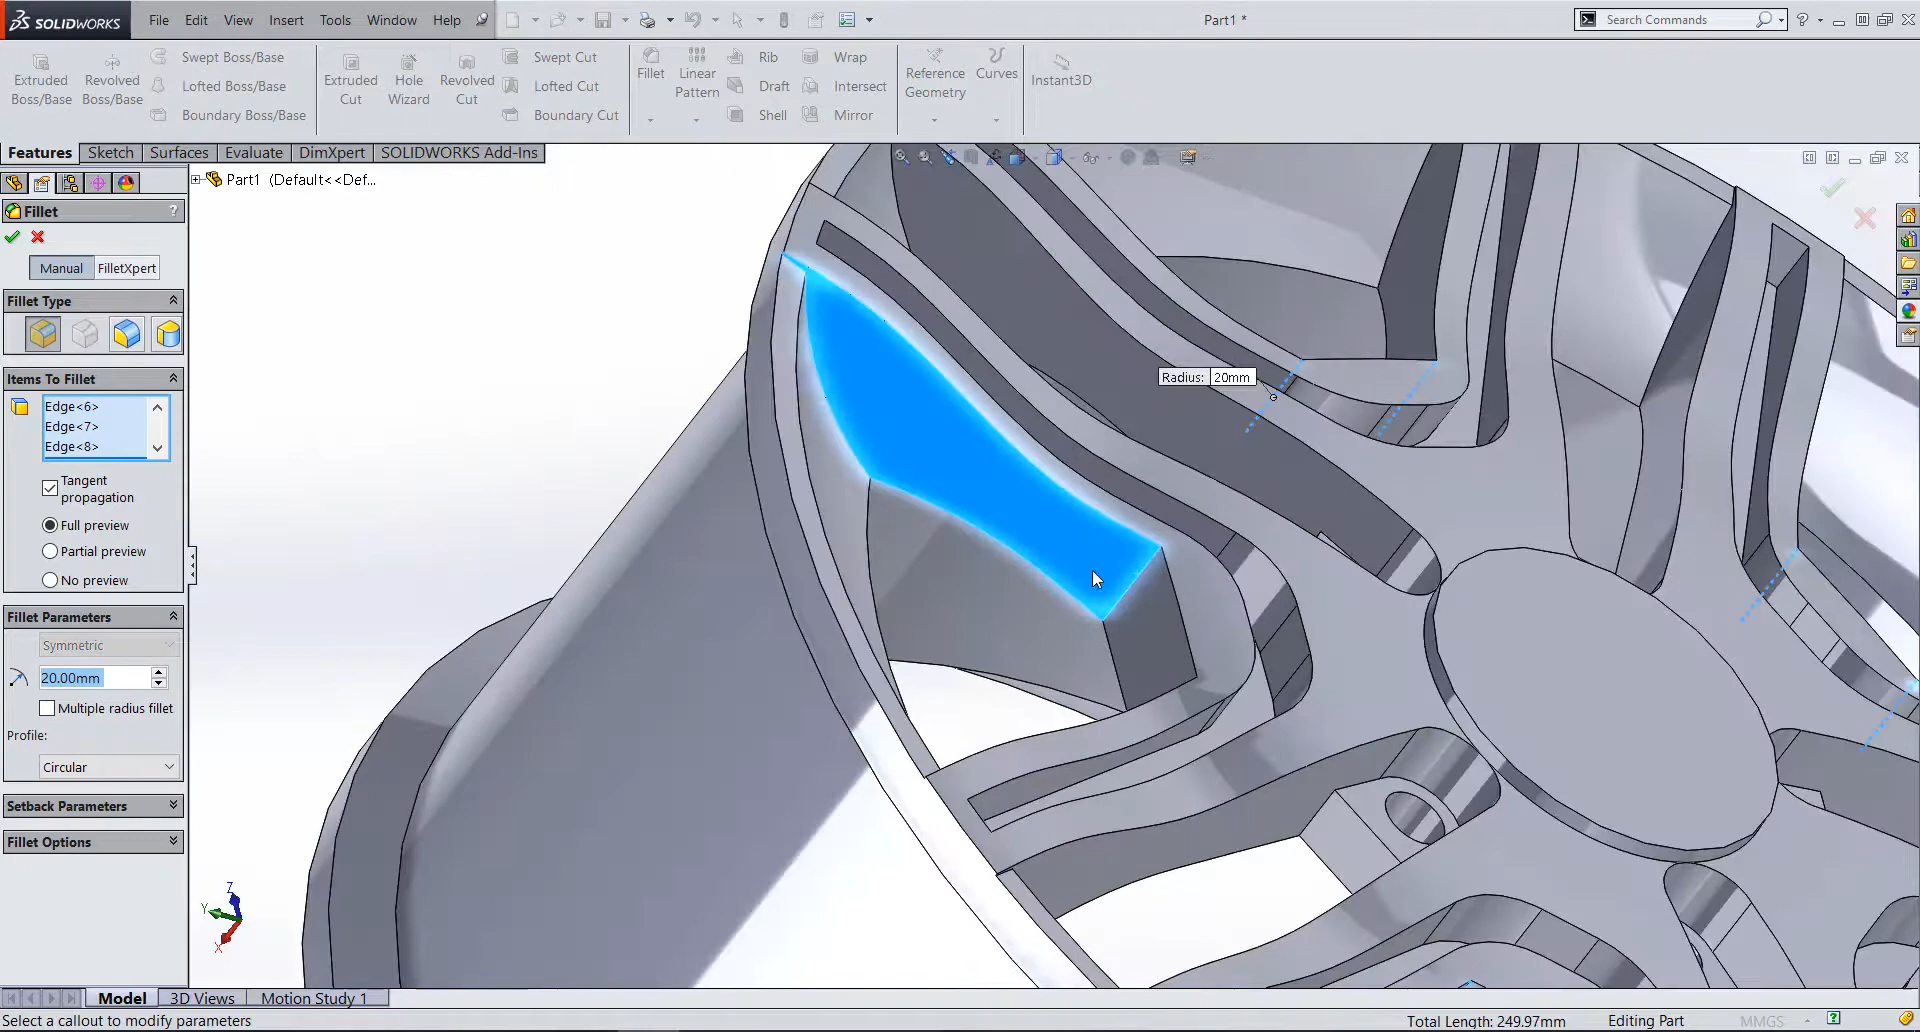 SOLIDWORKS
File Edit View Insert Tools Window Help
Part1 *
Search Commands
Extruded Boss/Base
Revolved Boss/Base
Swept Boss/Base
Lofted Boss/Base
Boundary Boss/Base
Extruded Cut
Hole Wizard
Revolved Cut
Swept Cut
Lofted Cut
Boundary Cut
Fillet
Linear Pattern
Rib
Draft
Shell
Wrap
Intersect
Mirror
Reference Geometry
Curves
Instant3D
Features Sketch Surfaces Evaluate DimXpert SOLIDWORKS Add-Ins
Part1 (Default<<Def...
Fillet ?
Manual FilletXpert
Fillet Type
Items To Fillet
Edge<6>
Edge<7>
Edge<8>
Tangent
propagation
Full preview
Partial preview
No preview
Fillet Parameters
Symmetric
20.00mm
Multiple radius fillet
Profile:
Circular
Setback Parameters
Fillet Options
Radius: 20mm
Z
Y
X
Model 3D Views Motion Study 1
Select a callout to modify parameters
Total Length: 249.97mm Editing Part MMGS